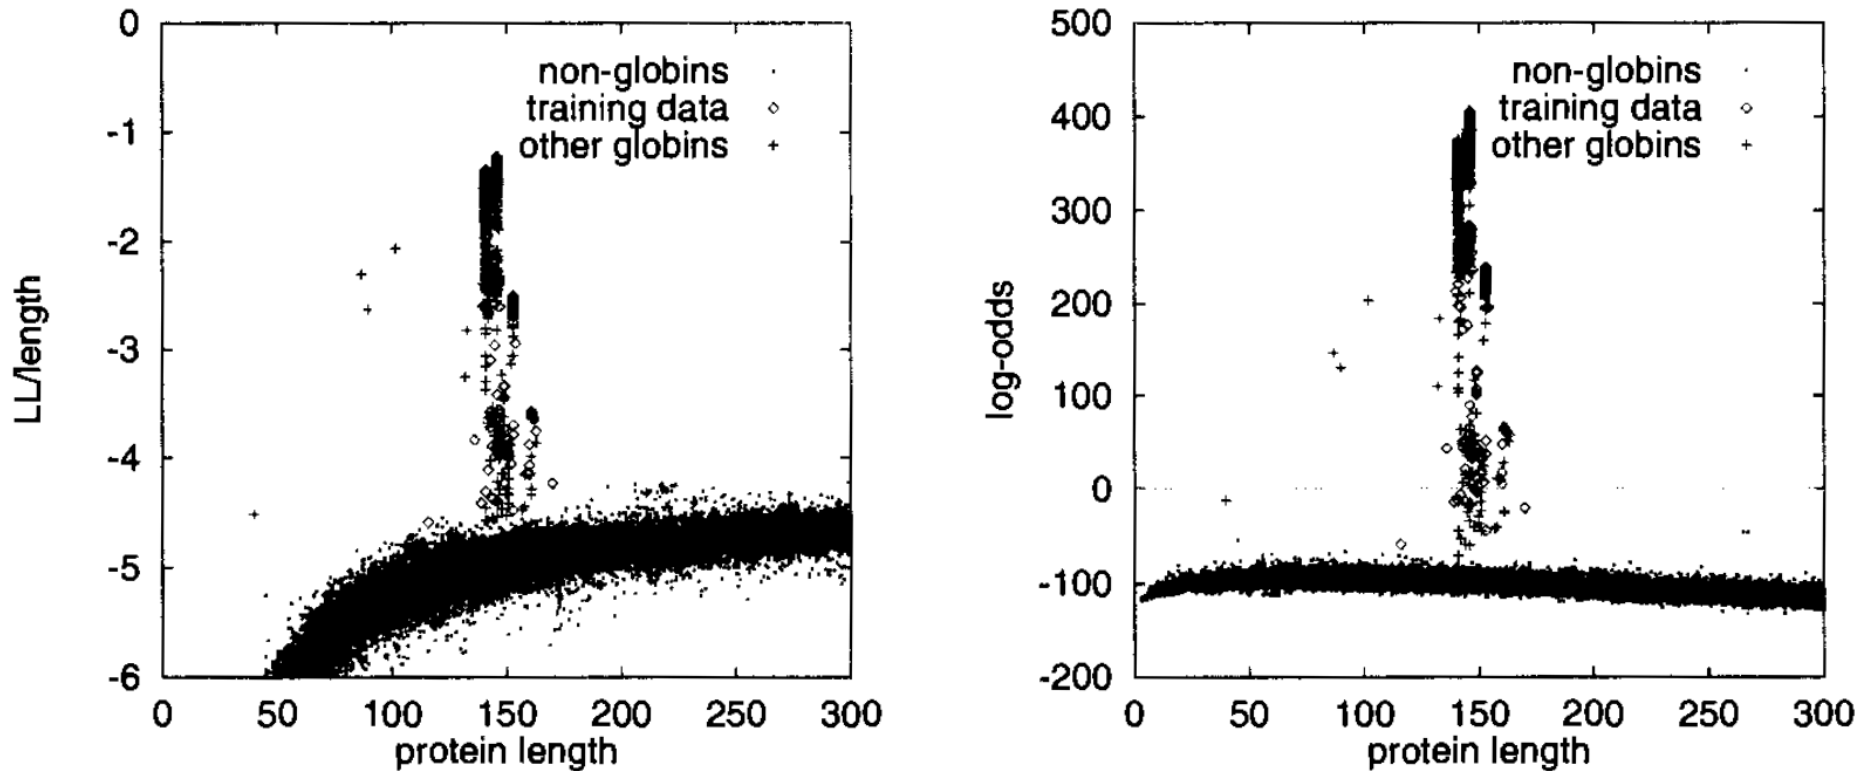 0
-1
-2
-3
-4
-5
-6
LL/length
non-globins
training data
other globins
0 50 100 150 200 250 300
protein length
500
400
300
200
100
0
-100
-200
log-odds
non-globins
training data
other globins
0 50 100 150 200 250 300
protein length